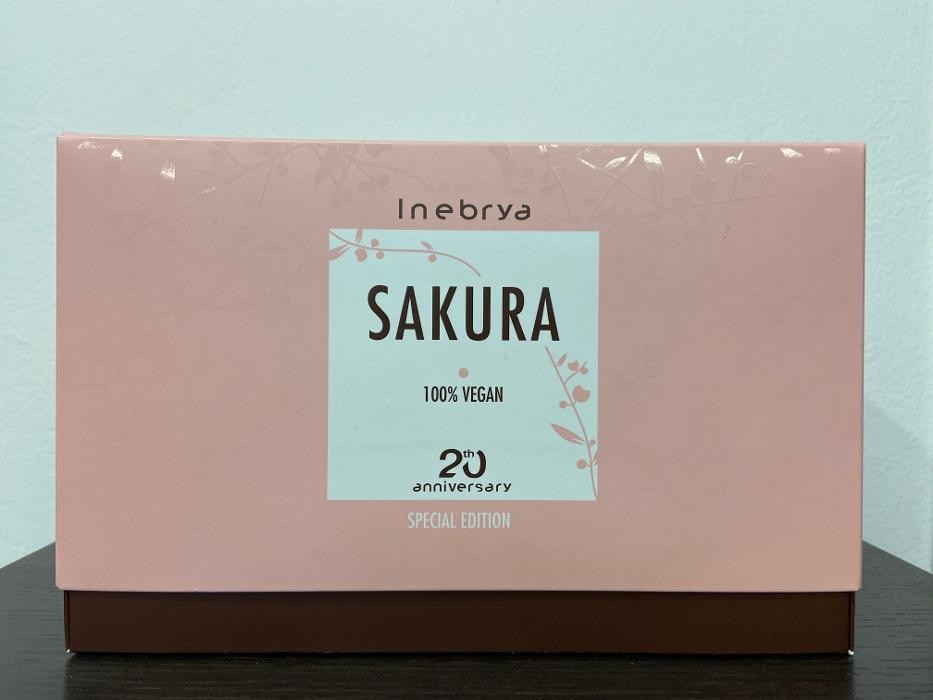 Inebrya
SAKURA
100% VEGAN
20th
anniversary
SPECIAL EDITION